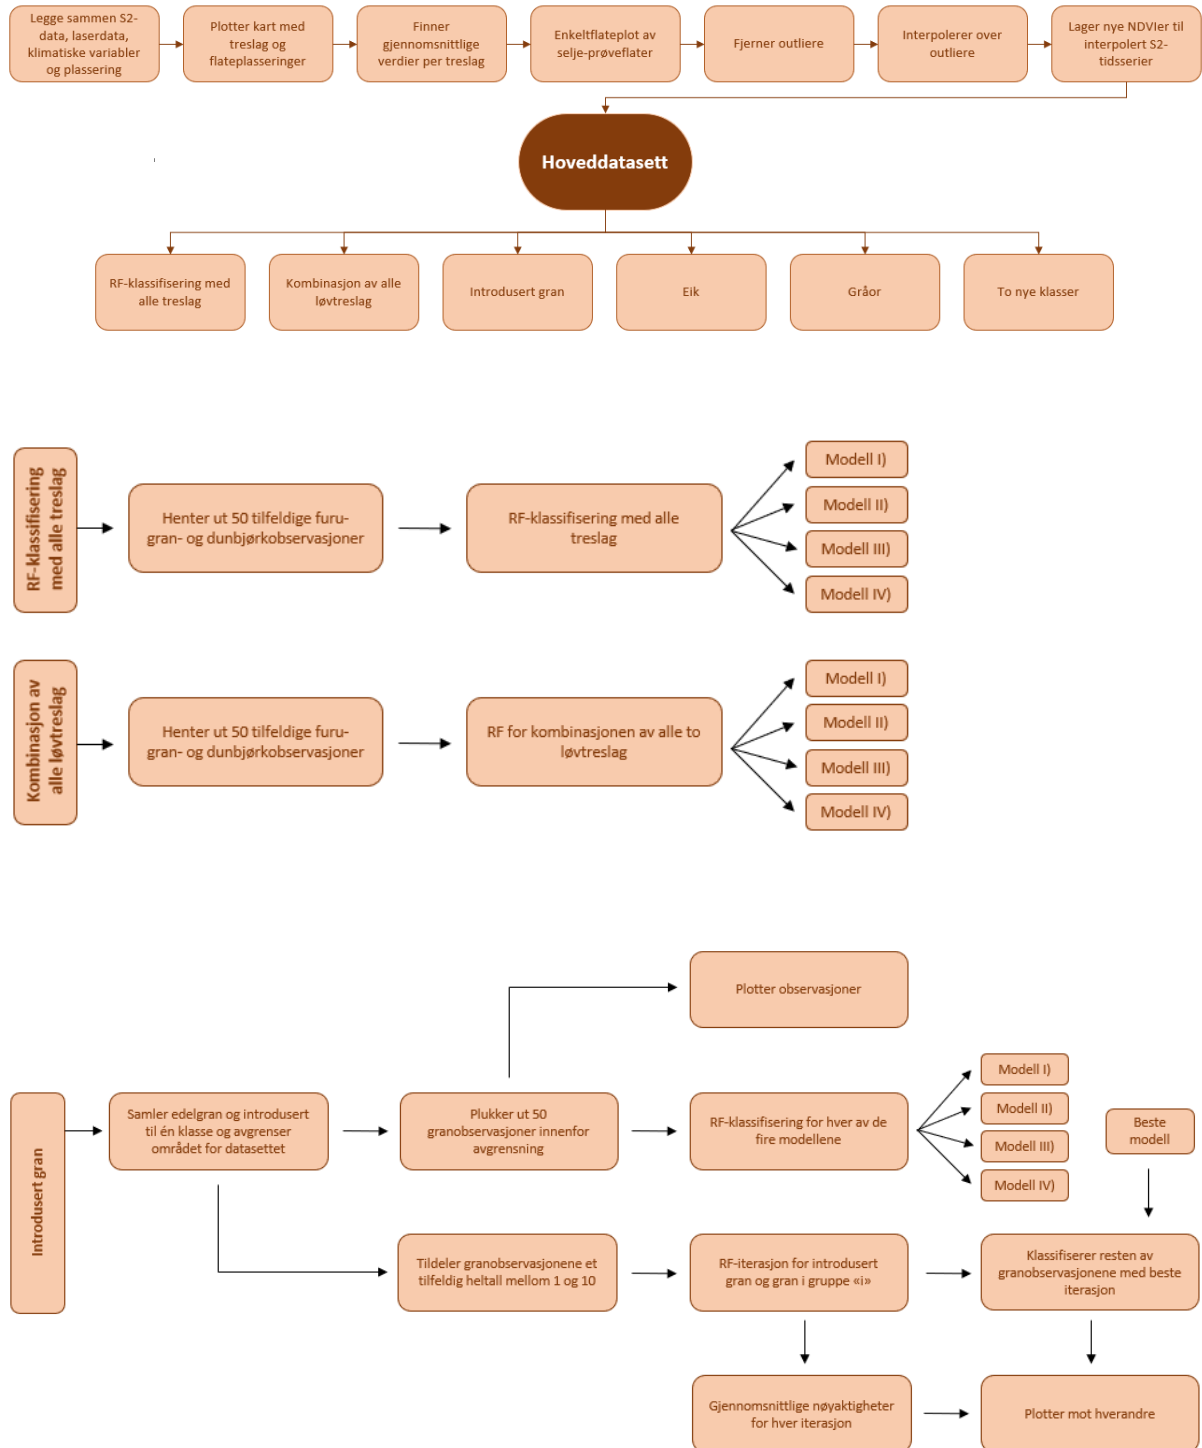 Legge sammen S2-
data, laserdata,
klimatiske variabler
og plassering
Plotter kart med
treslag og
flateplasseringer
Finner
gjennomsnittlige
verdier per treslag
Enkeltflateplot av
selje-prøveflater
Fjerner outliere
Interpolerer over
outliere
Lager nye NDVIer til
interpolert S2-
tidsserier
Hoveddatasett
RF-klassifisering med
alle treslag
Kombinasjon av alle
løvtreslag
Introdusert gran
Eik
Gråor
To nye klasser
RF-klassifisering
med alle treslag
Henter ut 50 tilfeldige furu-
gran- og dunbjørkobservasjoner
RF-klassifisering med alle
treslag
Modell I)
Modell II)
Modell III)
Modell IV)
Kombinasjon av
alle løvtreslag
Henter ut 50 tilfeldige furu-
gran- og dunbjørkobservasjoner
RF for kombinasjonen av alle to
løvtreslag
Modell I)
Modell II)
Modell III)
Modell IV)
Plotter observasjoner
Introdusert gran
Samler edelgran og introdusert
til én klasse og avgrenser
området for datasettet
Plukker ut 50
granobservasjoner innenfor
avgrensning
RF-klassifisering for hver av de
fire modellene
Modell I)
Modell II)
Modell III)
Modell IV)
Beste
modell
Tildeler granobservasjonene et
tilfeldig heltall mellom 1 og 10
RF-iterasjon for introdusert
gran og gran i gruppe «i»
Klassifiserer resten av
granobservasjonene med beste
iterasjon
Gjennomsnittlige nøyaktigheter
for hver iterasjon
Plotter mot hverandre